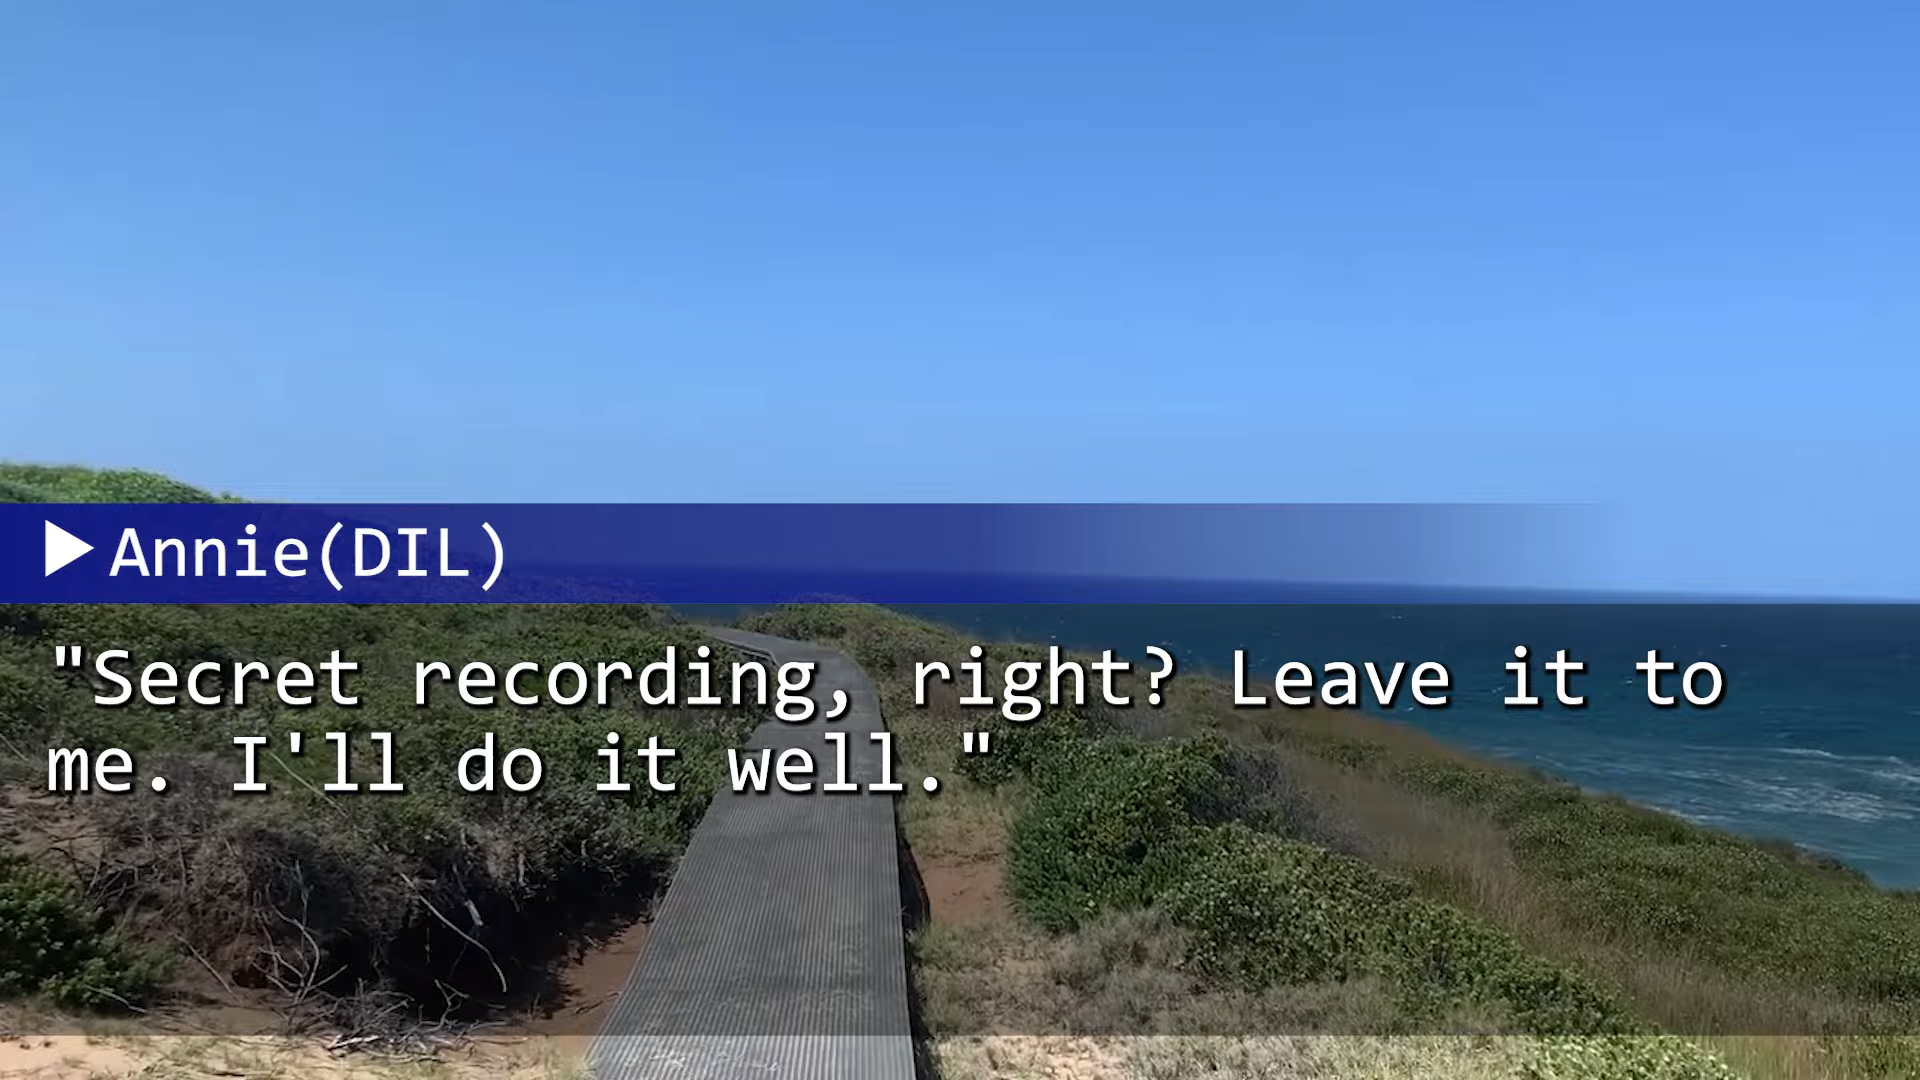 ▶Annie(DIL)
"Secret recording, right? Leave it to
me. I'll do it well."